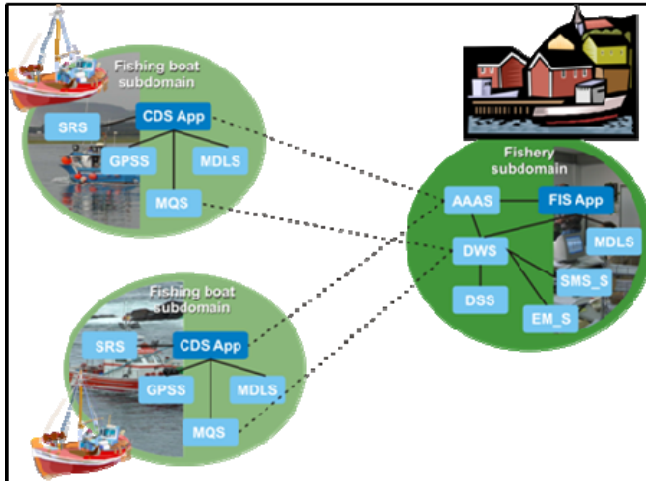 Fishing boat
subdomain
SRS
CDS App
GPSS
MDLS
MQS
Fishery
subdomain
AAAS
FIS App
MDLS
DWS
SMS_S
DSS
EM_S
Fishing boat
subdomain
SRS
CDS App
GPSS
MDLS
MQS